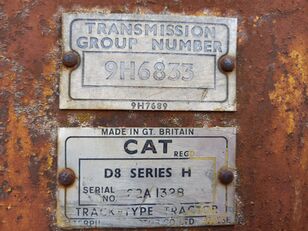 TRANSMISSION
GROUP NUMBER
9H6833
9H7689
MADE IN GT. BRITAIN
CAT
REGD
D8 SERIES H
SERIAL
NO.
TRACK-TYPE TRACTOR